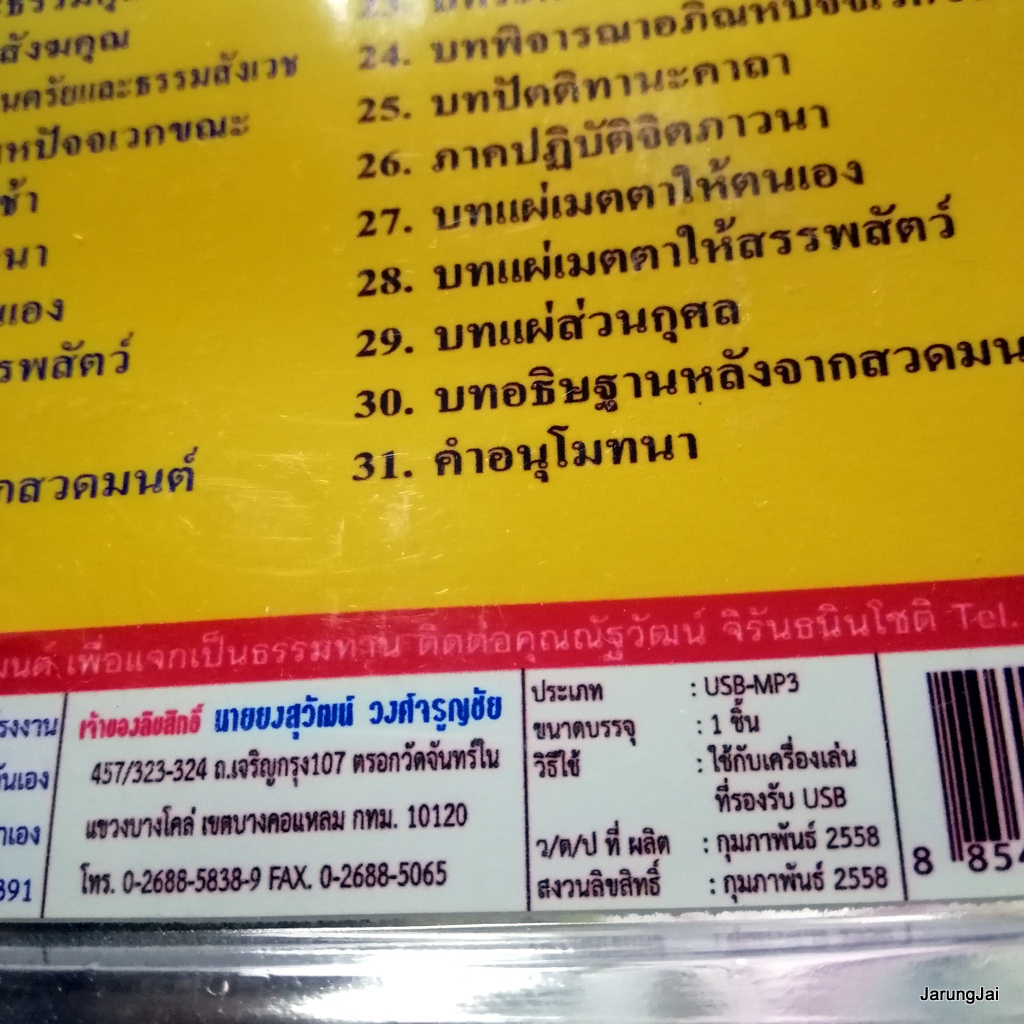 สังฆคุณ
นตรัยและธรรมสังเวช
หปัจจเวกขณะ
ช้า
นา
นเอง
รพสัตว์
กสวดมนต์
23.
24. บทพิจารณาอภิณหปัจจเวก
25. บทปัตติทานะคาถา
26. ภาคปฏิบัติจิตภาวนา
27. บทแผ่เมตตาให้ตนเอง
28. บทแผ่เมตตาให้สรรพสัตว์
29. บทแผ่ส่วนกุศล
30. บทอธิษฐานหลังจากสวดมน
31. คำอนุโมทนา
มนต์ เพื่อแจกเป็นธรรมทาน ติดต่อคุณณัฐวัฒน์ จิรันธนินโชติ Tel.
รงงาน
ันเอง
าเอง
391
เจ้าของลิขสิทธิ์ นายยงสุวัฒน์ วงศ์จรูญชัย
457/323-324 ถ.เจริญกรุง107 ตรอกวัดจันทร์ใน
แขวงบางโคล่ เขตบางคอแหลม กทม. 10120
โทร. 0-2688-5838-9 FAX. 0-2688-5065
ประเภท : USB-MP3
ขนาดบรรจุ : 1 ชิ้น
วิธีใช้ : ใช้กับเครื่องเล่น
ที่รองรับ USB
ว/ด/ป ที่ ผลิต : กุมภาพันธ์ 2558
สงวนลิขสิทธิ์ : กุมภาพันธ์ 2558
8 854
JarungJai